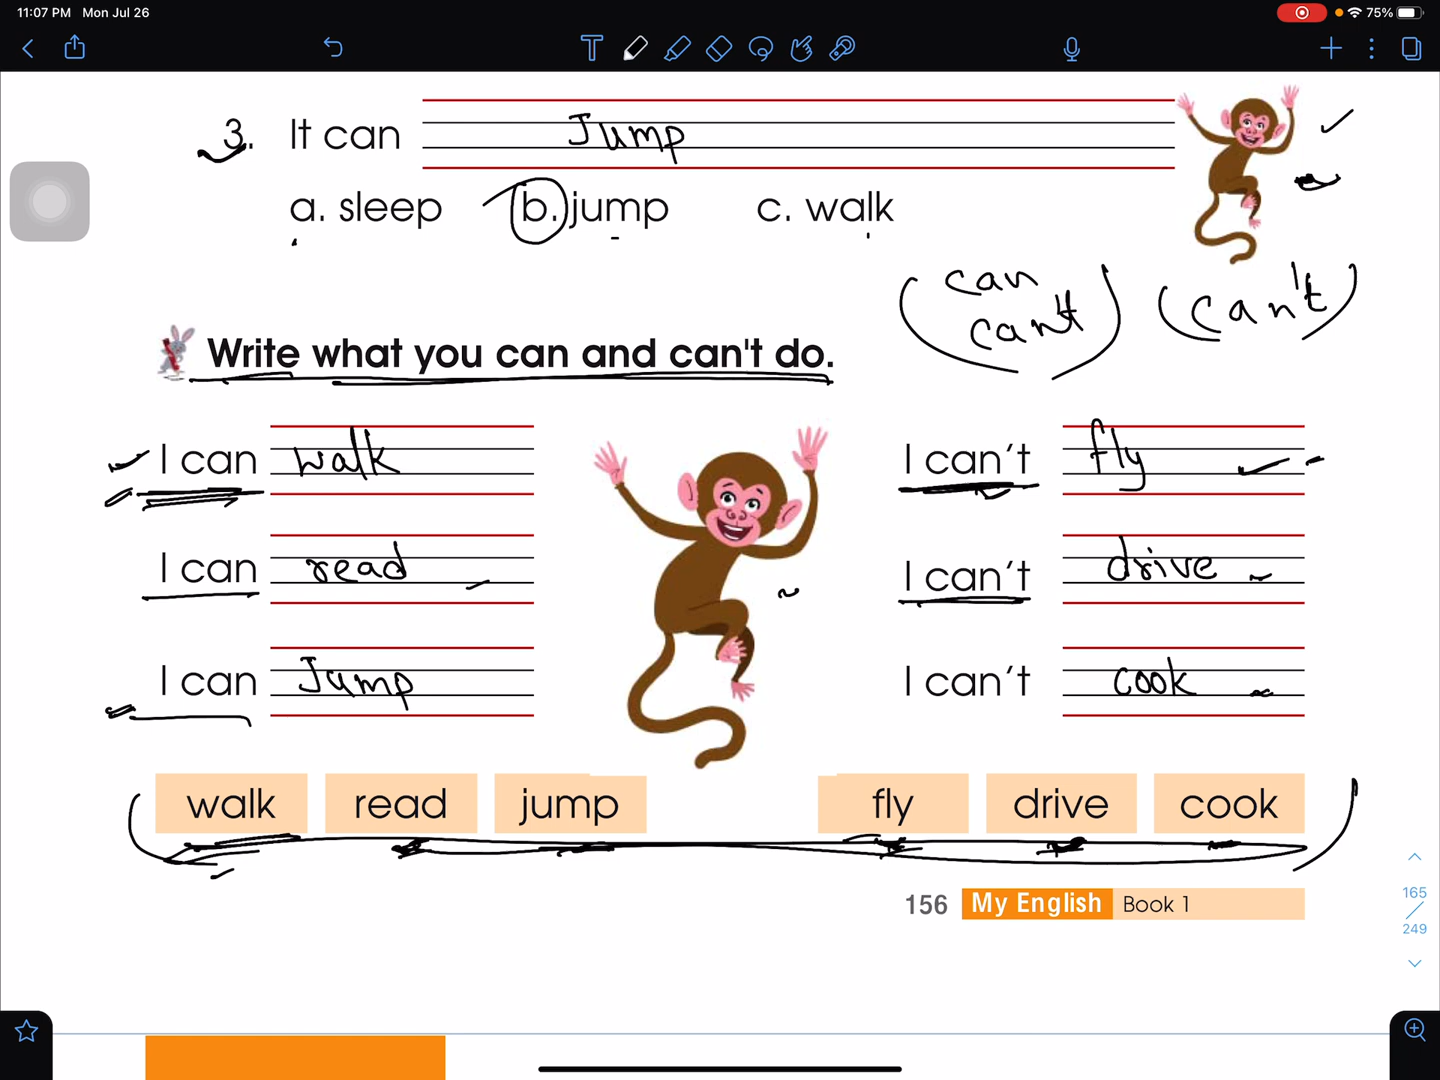 11:07 PM Mon Jul 26
75%
3. It can Jump
a. sleep b. jump c. walk
can
can't
can't
Write what you can and can't do.
I can walk
I can't fly
I can read
I can't drive
I can Jump
I can't cook
walk read jump fly drive cook
156 My English Book 1
165
249